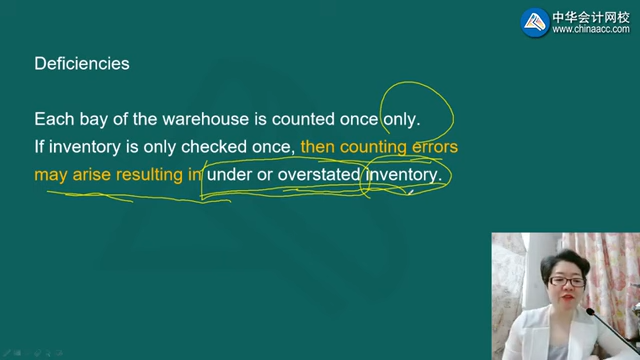 中华会计网校
www.chinaacc.com
Deficiencies
Each bay of the warehouse is counted once only.
If inventory is only checked once, then counting errors
may arise resulting in under or overstated inventory.